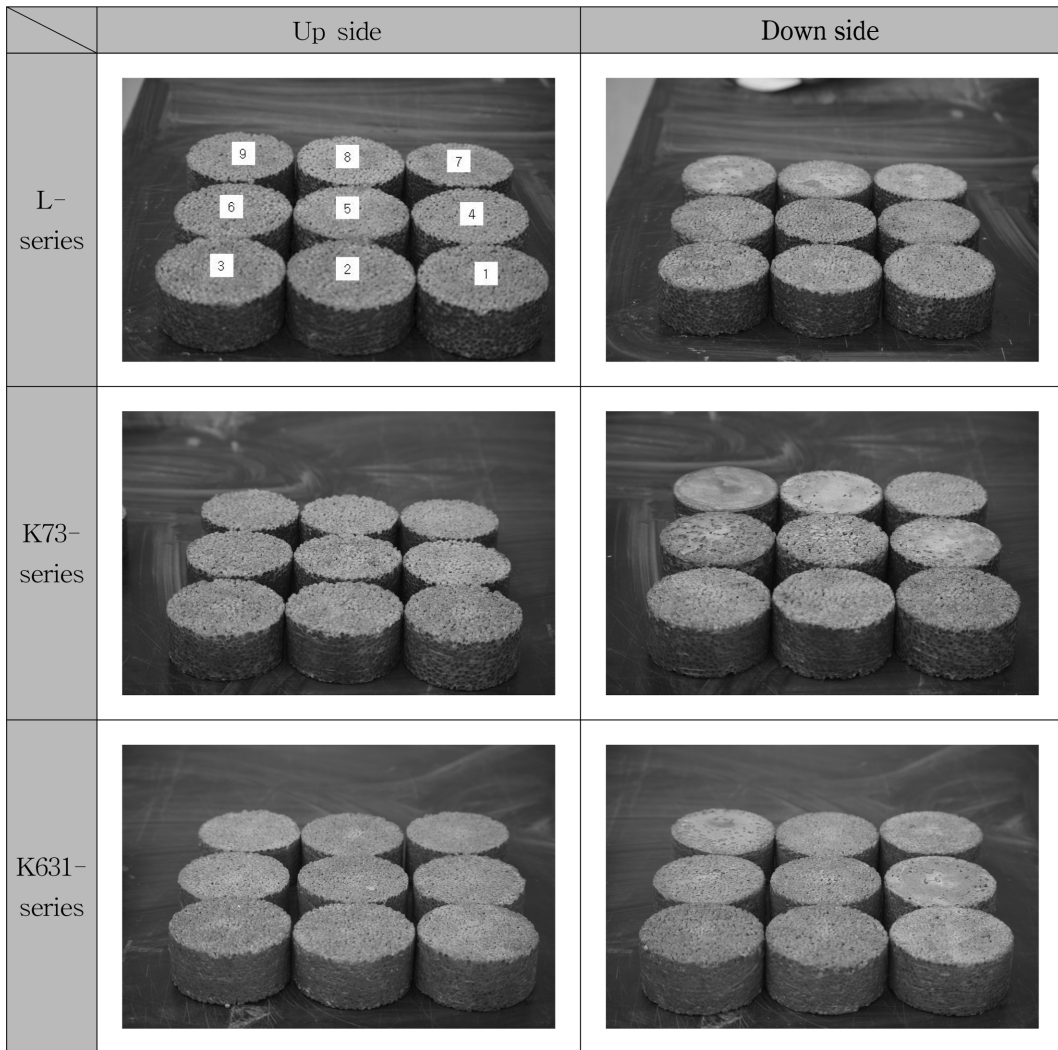 Up side
Down side
L-
series
9
8
7
6
5
4
3
2
1
K73-
series
K631-
series